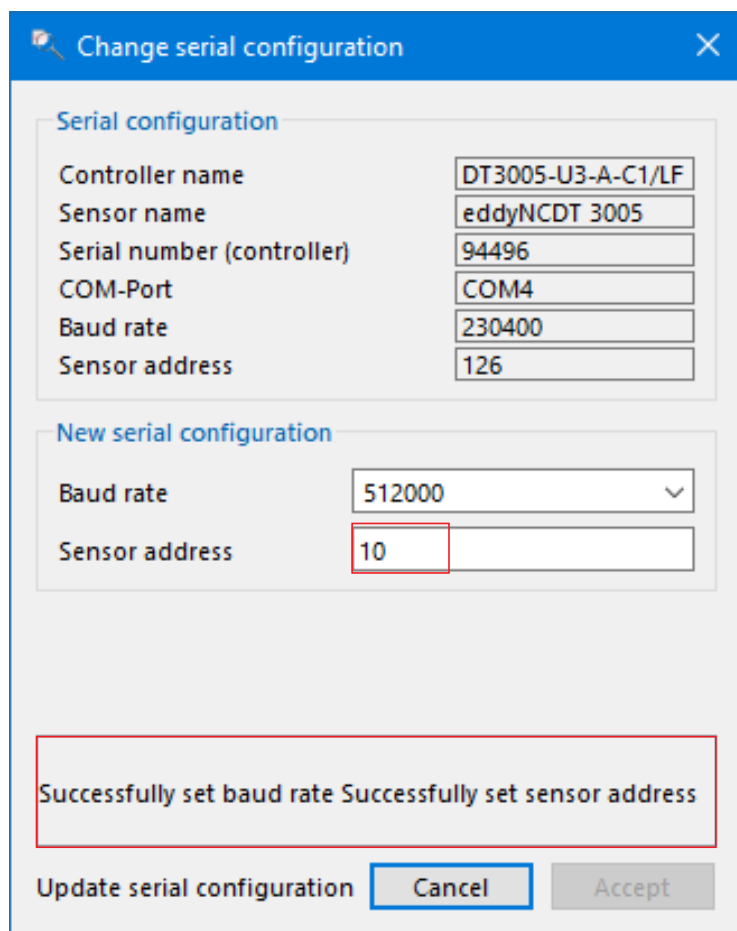 Change serial configuration
Serial configuration
Controller name DT3005-U3-A-C1/LF
Sensor name eddyNCDT 3005
Serial number (controller) 94496
COM-Port COM4
Baud rate 230400
Sensor address 126
New serial configuration
Baud rate 512000
Sensor address 10
Successfully set baud rate Successfully set sensor address
Update serial configuration Cancel Accept